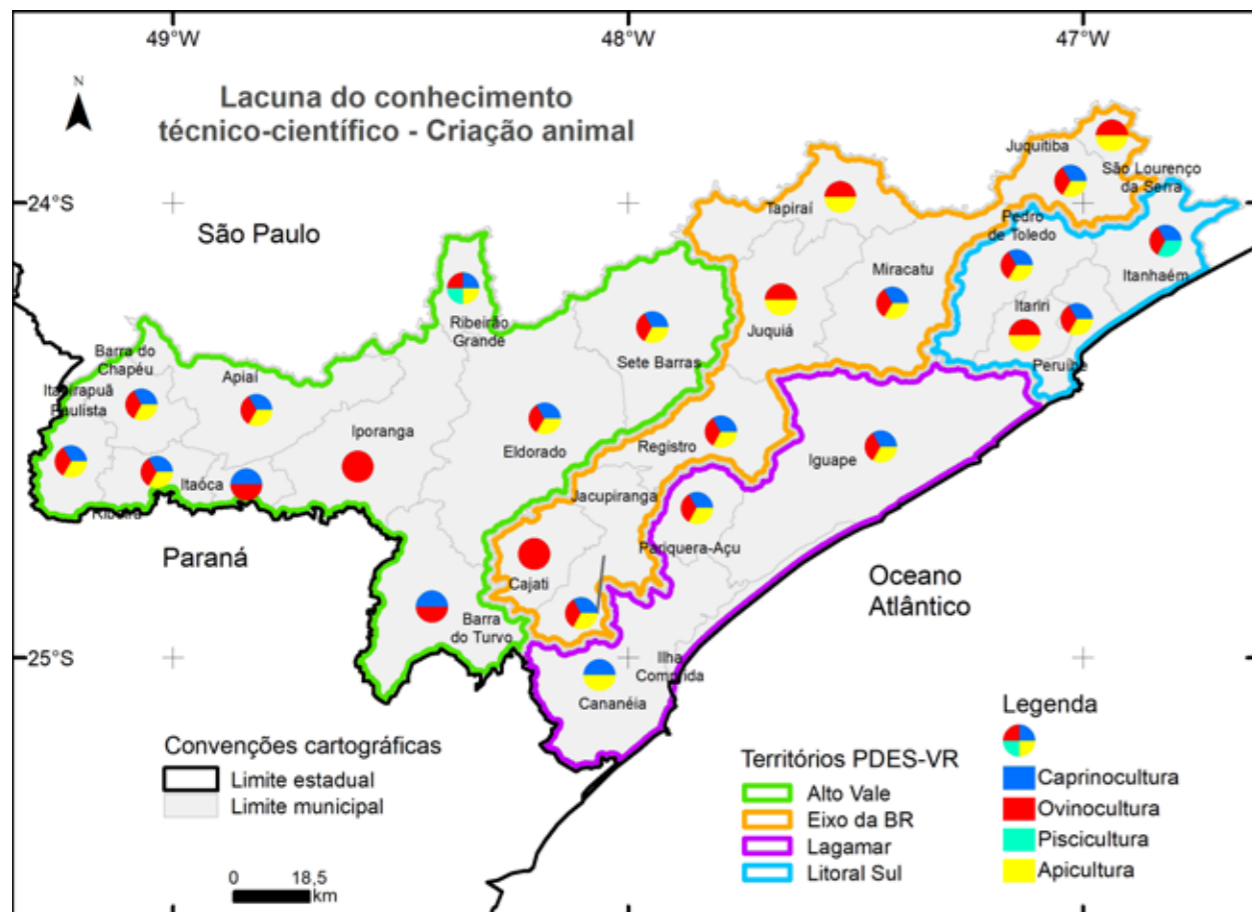 49°W
48°W
47°W
N
Lacuna do conhecimento
técnico-científico - Criação animal
24°S
25°S
São Paulo
Paraná
Oceano
Atlântico
Juquitiba
São Lourenço
da Serra
Tapiraí
Pedro
de Toledo
Itanhaém
Miracatu
Itariri
Juquiá
Peruíbe
Ribeirão
Grande
Sete Barras
Barra do
Chapéu
Itapirapuã
Paulista
Apiaí
Iporanga
Eldorado
Registro
Iguape
Itaóca
Ribeira
Jacupiranga
Pariquera-Açu
Cajati
Barra
do Turvo
Ilha
Comprida
Cananéia
Convenções cartográficas
Limite estadual
Limite municipal
0 18,5
km
Territórios PDES-VR
Alto Vale
Eixo da BR
Lagamar
Litoral Sul
Legenda
Caprinocultura
Ovinocultura
Piscicultura
Apicultura